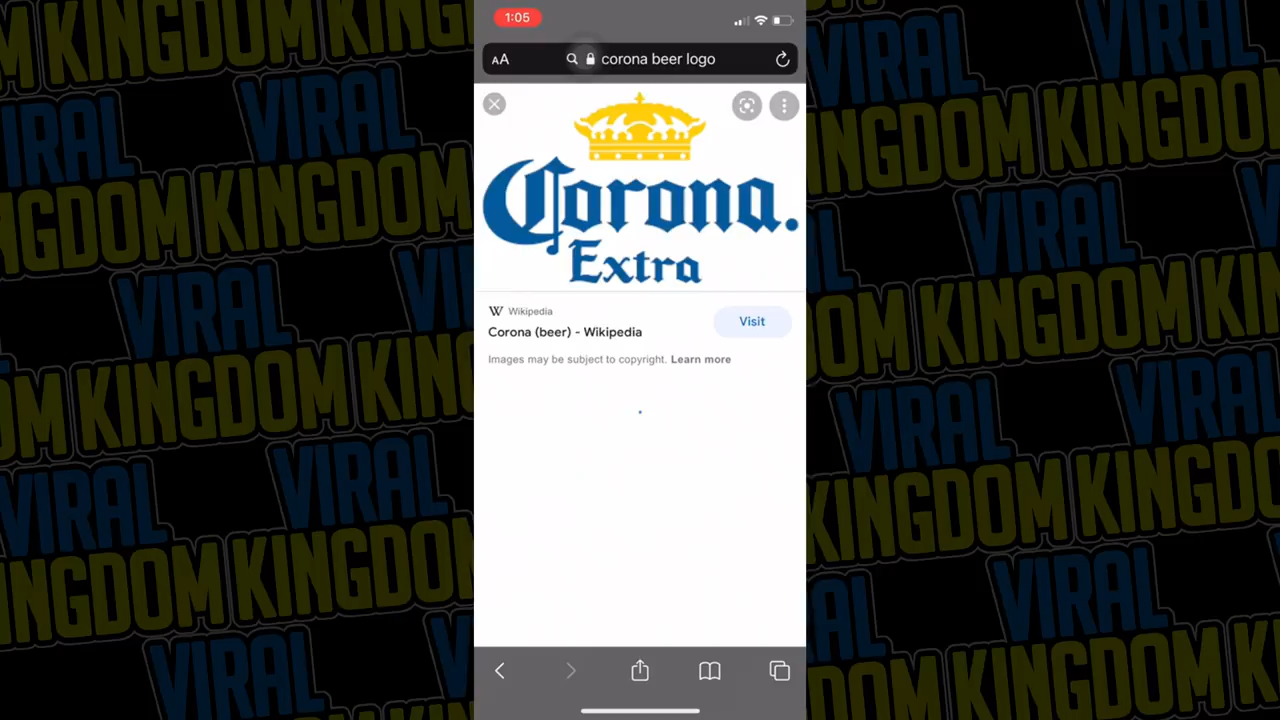 1:05
AA
corona beer logo
Corona.
Extra
Wikipedia
Visit
Corona (beer) - Wikipedia
Images may be subject to copyright. Learn more
VIRAL
KINGDOM